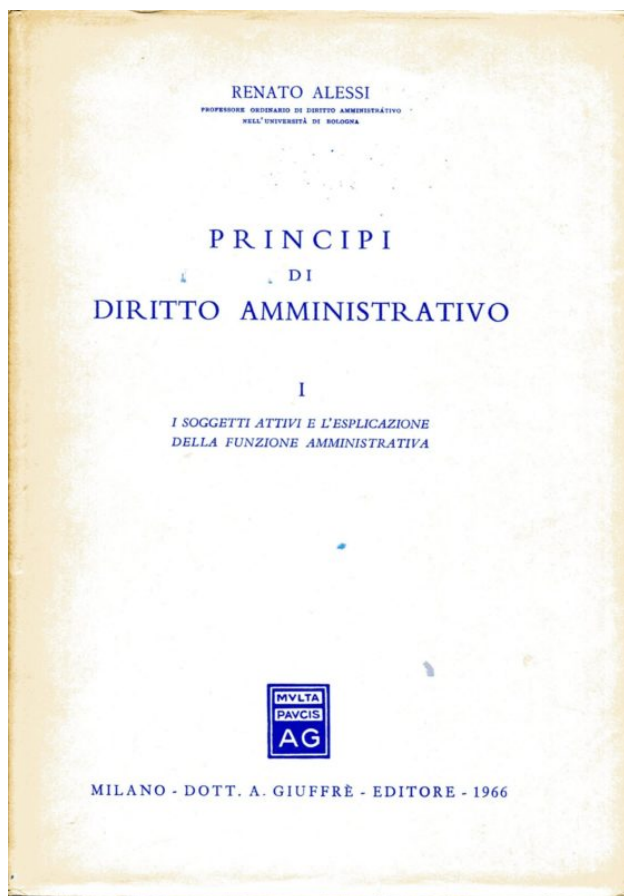 RENATO ALESSI
PROFESSORE ORDINARIO DI DIRITTO AMMINISTRATIVO
NELL'UNIVERSITÀ DI BOLOGNA
PRINCIPI
DI
DIRITTO AMMINISTRATIVO
I
I SOGGETTI ATTIVI E L'ESPLICAZIONE
DELLA FUNZIONE AMMINISTRATIVA
MVLTA
PAVCIS
AG
MILANO - DOTT. A. GIUFFRÈ - EDITORE - 1966